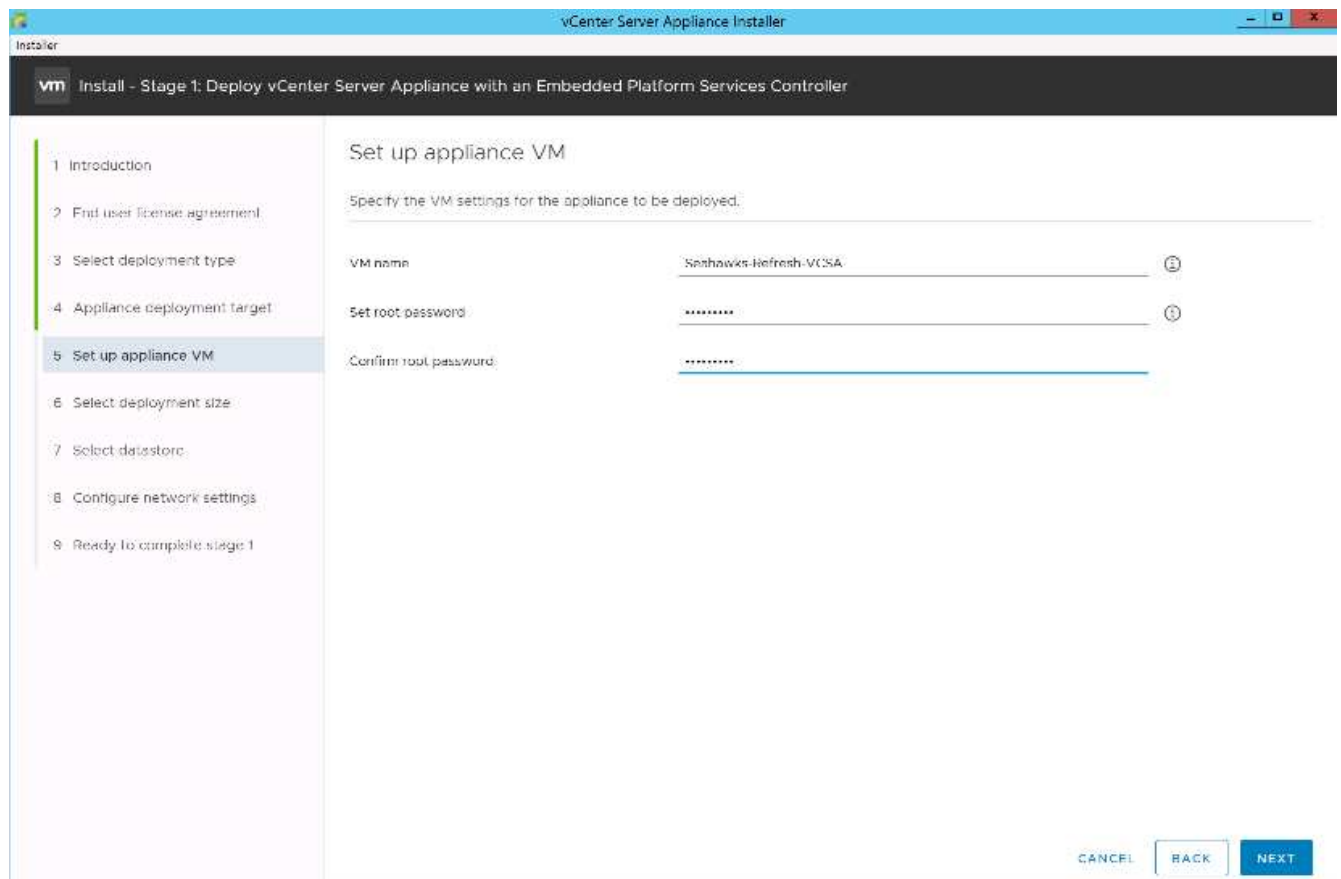 vCenter Server Appliance Installer
Installer
vm Install - Stage 1: Deploy vCenter Server Appliance with an Embedded Platform Services Controller
1 Introduction
2 End user license agreement
3 Select deployment type
4 Appliance deployment target
5 Set up appliance VM
6 Select deployment size
7 Select datastore
8 Configure network settings
9 Ready to complete stage 1
Set up appliance VM
Specify the VM settings for the appliance to be deployed.
VM name Seahawks-Refresh-VCSA
Set root password •••••••••
Confirm root password •••••••••
CANCEL BACK NEXT